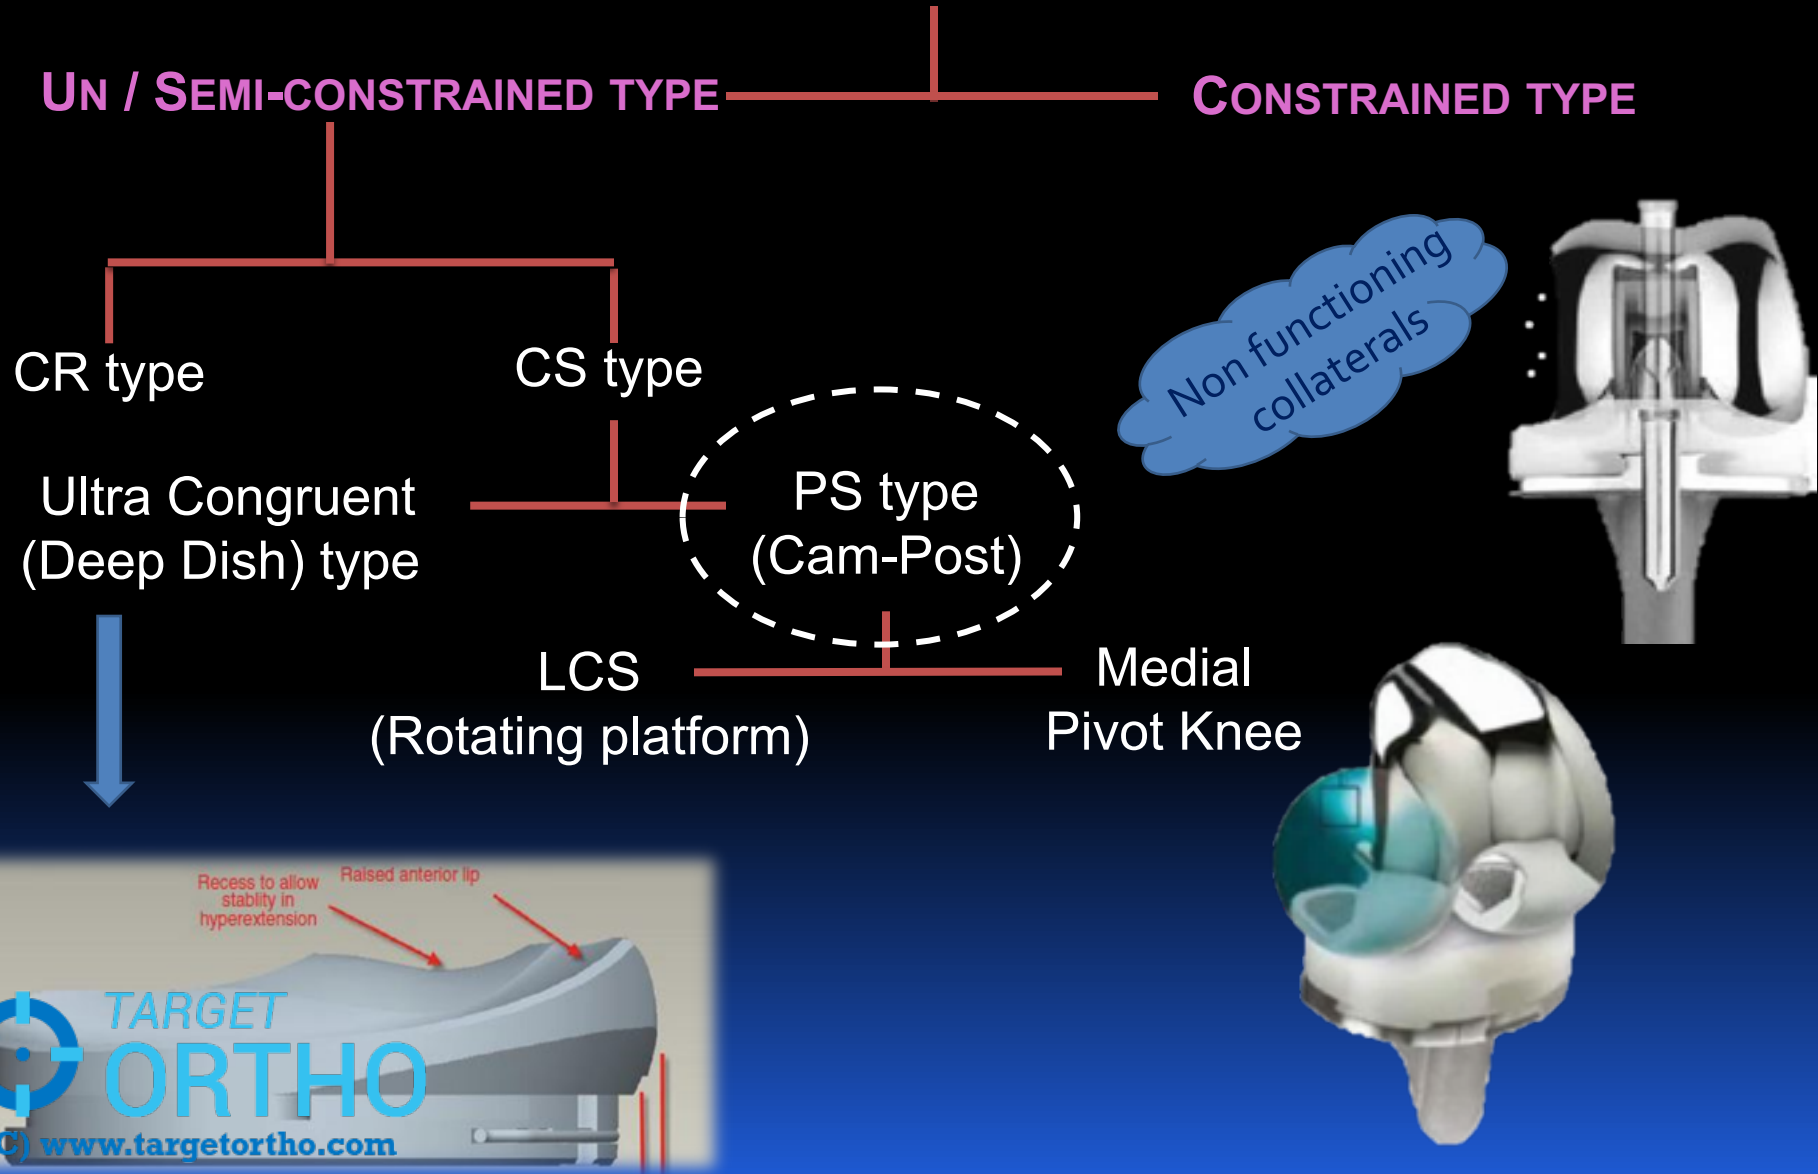 UN / SEMI-CONSTRAINED TYPE
CONSTRAINED TYPE
Non functioning
collaterals
CR type
CS type
Ultra Congruent
(Deep Dish) type
PS type
(Cam-Post)
LCS
(Rotating platform)
Medial
Pivot Knee
Recess to allow
stablity in
hyperextension
Raised anterior lip
TARGET
ORTHO
C) www.targetortho.com